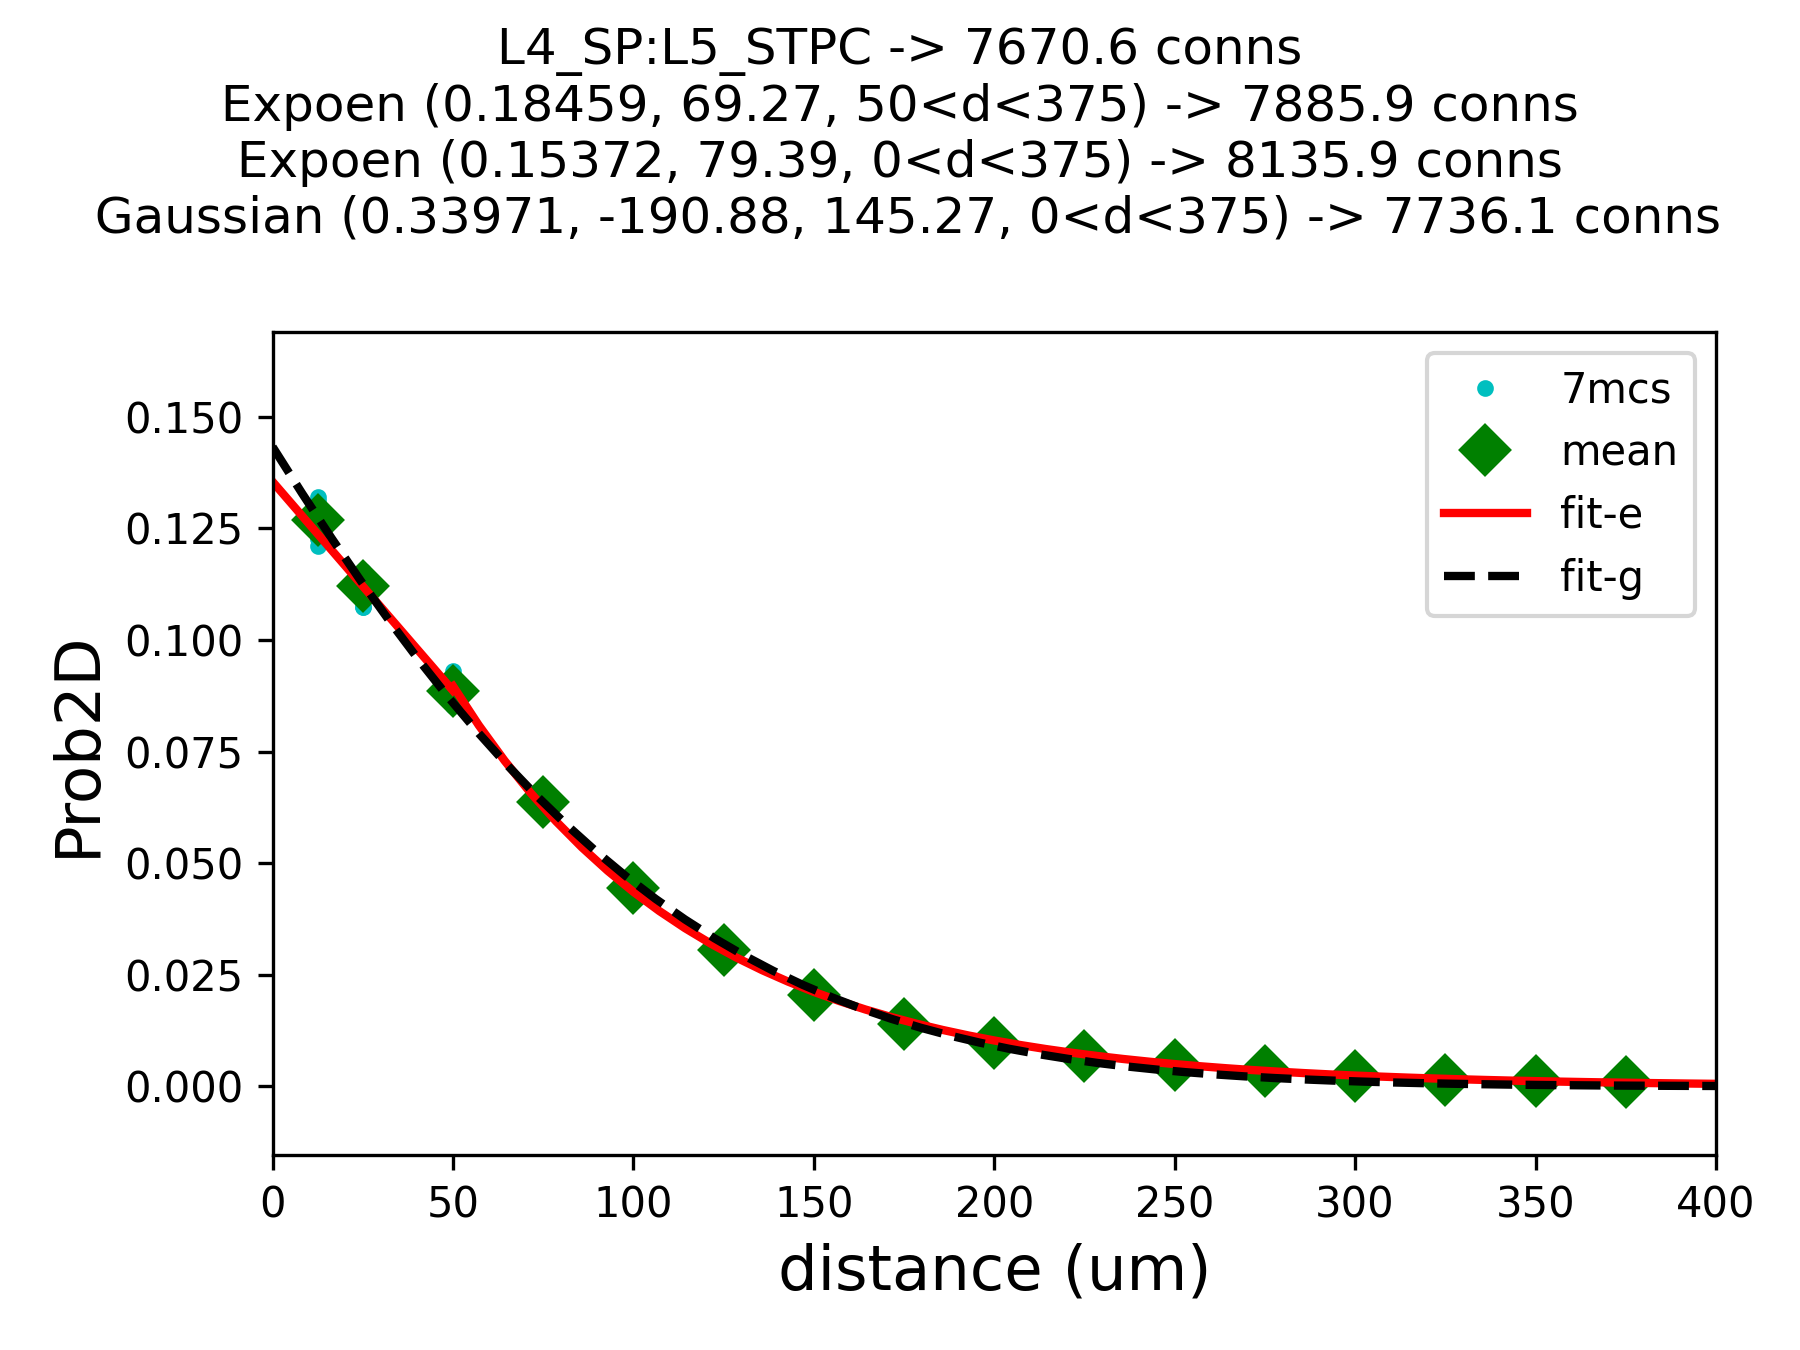 L4_SP:L5_STPC -> 7670.6 conns
Expoen (0.18459, 69.27, 50<d<375) -> 7885.9 conns
Expoen (0.15372, 79.39, 0<d<375) -> 8135.9 conns
Gaussian (0.33971, -190.88, 145.27, 0<d<375) -> 7736.1 conns
7mcs
mean
fit-e
fit-g
Prob2D
0.150
0.125
0.100
0.075
0.050
0.025
0.000
0 50 100 150 200 250 300 350 400
distance (um)